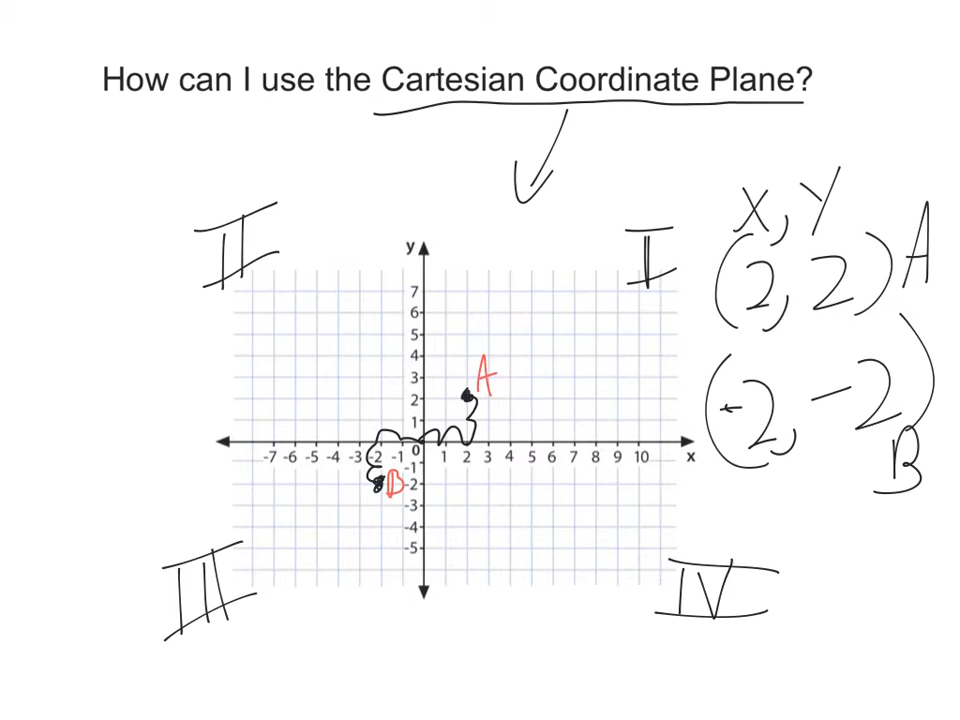 How can I use the Cartesian Coordinate Plane?
X, Y
II
I
(2, 2) A
y
7
6
5
4
3
A
2
1
(-2, -2) B
-7 -6 -5 -4 -3 -2 -1 0 1 2 3 4 5 6 7 8 9 10 x
-1
B
-2
-3
-4
-5
III
IV